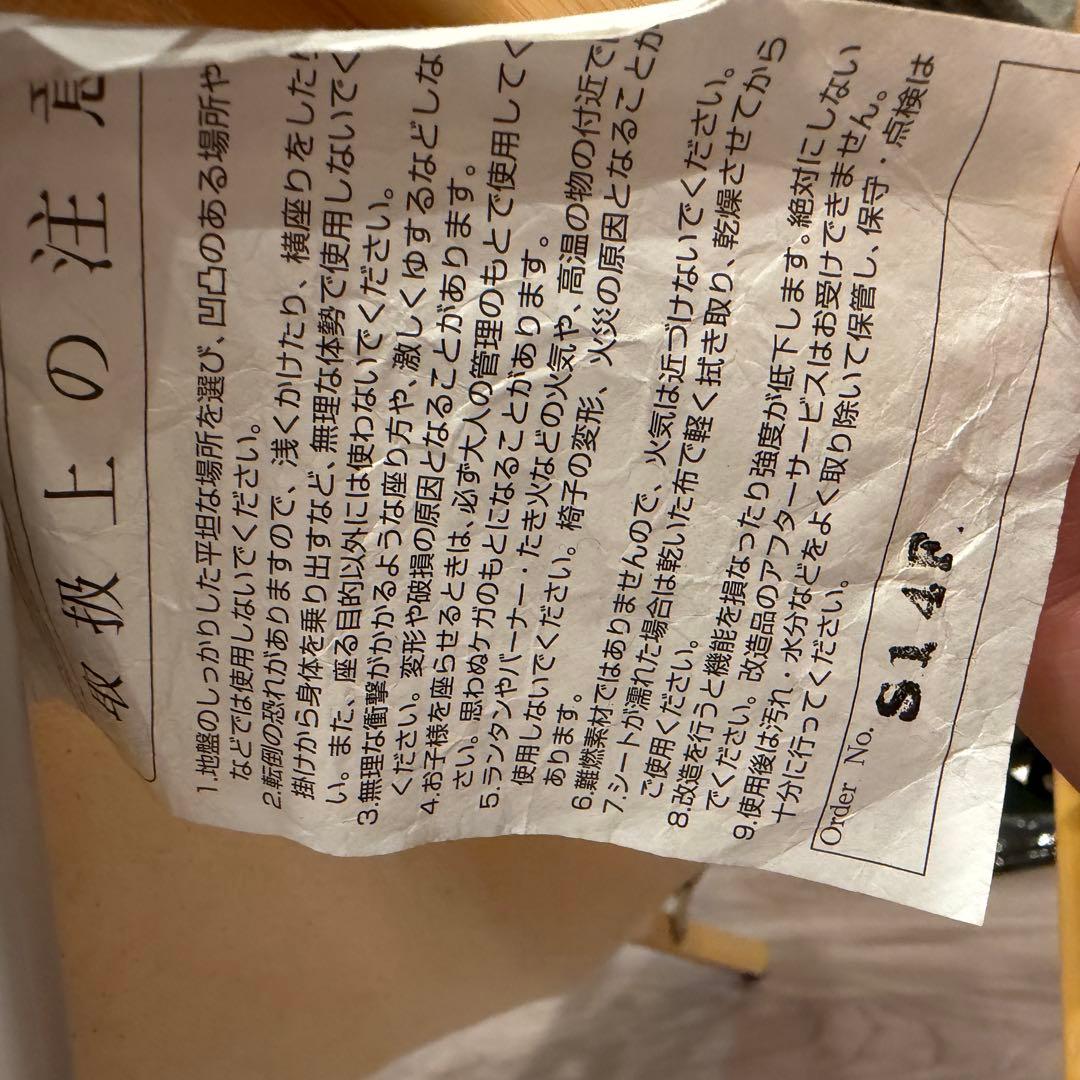 取扱上の注意
1.地盤のしっかりした平坦な場所を選び、凹凸のある場所や
などでは使用しないでください。
2.転倒の恐れがありますので、浅くかけたり、横座りをした
掛けから身体を乗り出すなど、無理な体勢で使用しないでく
い。また、座る目的以外には使わないでください。
3.無理な衝撃がかかるような座り方や、激しくゆするなどしな
ください。変形や破損の原因となることがあります。
4.お子様を座らせるときは、必ず大人の管理のもとで使用してく
さい。思わぬケガのもとになることがあります。
5.ランタンやバーナー・たき火などの火気や、高温の物の付近で
使用しないでください。椅子の変形、火災の原因となることが
あります。
6.難燃素材ではありませんので、火気は近づけないでください。
7.シートが濡れた場合は乾いた布で軽く拭き取り、乾燥させてから
ご使用ください。
8.改造を行うと機能を損なったり強度が低下します。絶対にしない
でください。改造品のアフターサービスはお受けできません。
9.使用後は汚れ・水分などをよく取り除いて保管し、保守・点検は
十分に行ってください。
Order No. S14F.